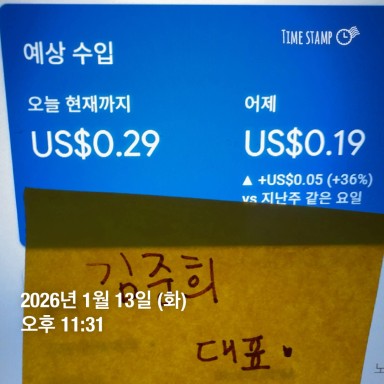 TIME STAMP
예상 수입
오늘 현재까지
US$0.29
어제
US$0.19
▲ +US$0.05 (+36%)
vs 지난주 같은 요일
김주희
2026년 1월 13일 (화)
오후 11:31
대표.